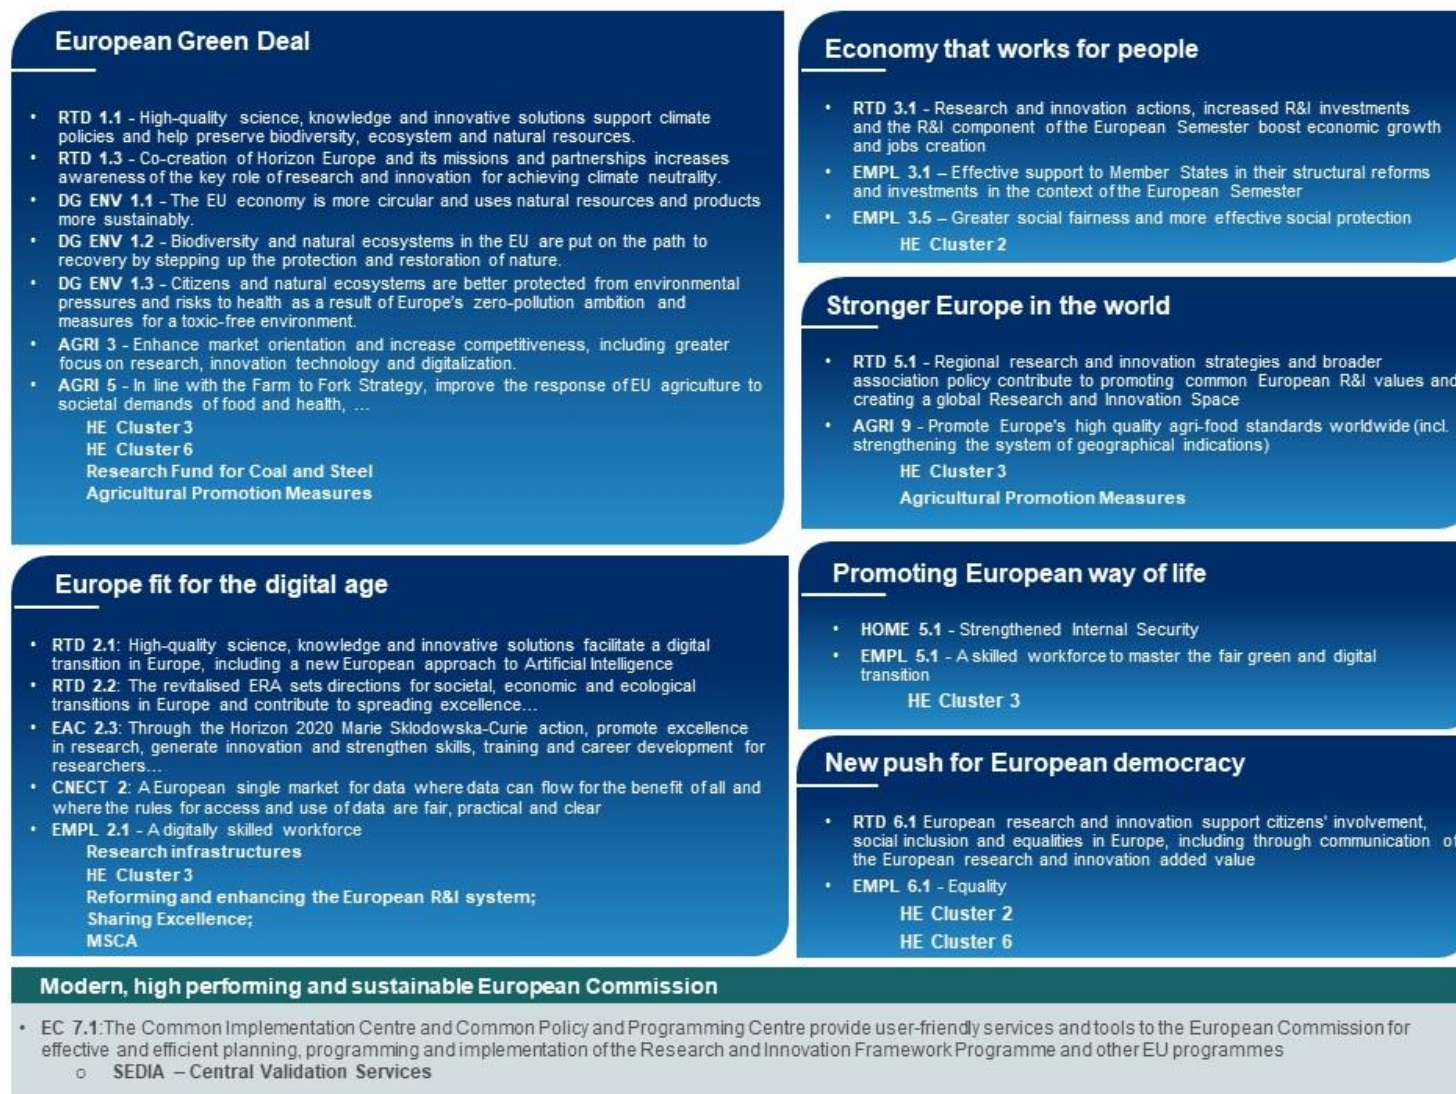 European Green Deal
• RTD 1.1 - High-quality science, knowledge and innovative solutions support climate
policies and help preserve biodiversity, ecosystem and natural resources.
• RTD 1.3 - Co-creation of Horizon Europe and its missions and partnerships increases
awareness of the key role of research and innovation for achieving climate neutrality.
• DG ENV 1.1 - The EU economy is more circular and uses natural resources and products
more sustainably.
• DG ENV 1.2 - Biodiversity and natural ecosystems in the EU are put on the path to
recovery by stepping up the protection and restoration of nature.
• DG ENV 1.3 - Citizens and natural ecosystems are better protected from environmental
pressures and risks to health as a result of Europe's zero-pollution ambition and
measures for a toxic-free environment.
• AGRI 3 - Enhance market orientation and increase competitiveness, including greater
focus on research, innovation technology and digitalization.
• AGRI 5 - In line with the Farm to Fork Strategy, improve the response of EU agriculture to
societal demands of food and health, ...
HE Cluster 3
HE Cluster 6
Research Fund for Coal and Steel
Agricultural Promotion Measures
Europe fit for the digital age
• RTD 2.1: High-quality science, knowledge and innovative solutions facilitate a digital
transition in Europe, including a new European approach to Artificial Intelligence
• RTD 2.2: The revitalised ERA sets directions for societal, economic and ecological
transitions in Europe and contribute to spreading excellence...
• EAC 2.3: Through the Horizon 2020 Marie Sklodowska-Curie action, promote excellence
in research, generate innovation and strengthen skills, training and career development for
researchers...
• CNECT 2: A European single market for data where data can flow for the benefit of all and
where the rules for access and use of data are fair, practical and clear
• EMPL 2.1 - A digitally skilled workforce
Research infrastructures
HE Cluster 3
Reforming and enhancing the European R&I system;
Sharing Excellence;
MSCA
Economy that works for people
• RTD 3.1 - Research and innovation actions, increased R&I investments
and the R&I component of the European Semester boost economic growth
and jobs creation
• EMPL 3.1 – Effective support to Member States in their structural reforms
and investments in the context of the European Semester
• EMPL 3.5 – Greater social fairness and more effective social protection
HE Cluster 2
Stronger Europe in the world
• RTD 5.1 - Regional research and innovation strategies and broader
association policy contribute to promoting common European R&I values and
creating a global Research and Innovation Space
• AGRI 9 - Promote Europe's high quality agri-food standards worldwide (incl.
strengthening the system of geographical indications)
HE Cluster 3
Agricultural Promotion Measures
Promoting European way of life
• HOME 5.1 - Strengthened Internal Security
• EMPL 5.1 - A skilled workforce to master the fair green and digital
transition
HE Cluster 3
New push for European democracy
• RTD 6.1 European research and innovation support citizens' involvement,
social inclusion and equalities in Europe, including through communication of
the European research and innovation added value
• EMPL 6.1 - Equality
HE Cluster 2
HE Cluster 6
Modern, high performing and sustainable European Commission
• EC 7.1:The Common Implementation Centre and Common Policy and Programming Centre provide user-friendly services and tools to the European Commission for
effective and efficient planning, programming and implementation of the Research and Innovation Framework Programme and other EU programmes
o SEDIA – Central Validation Services